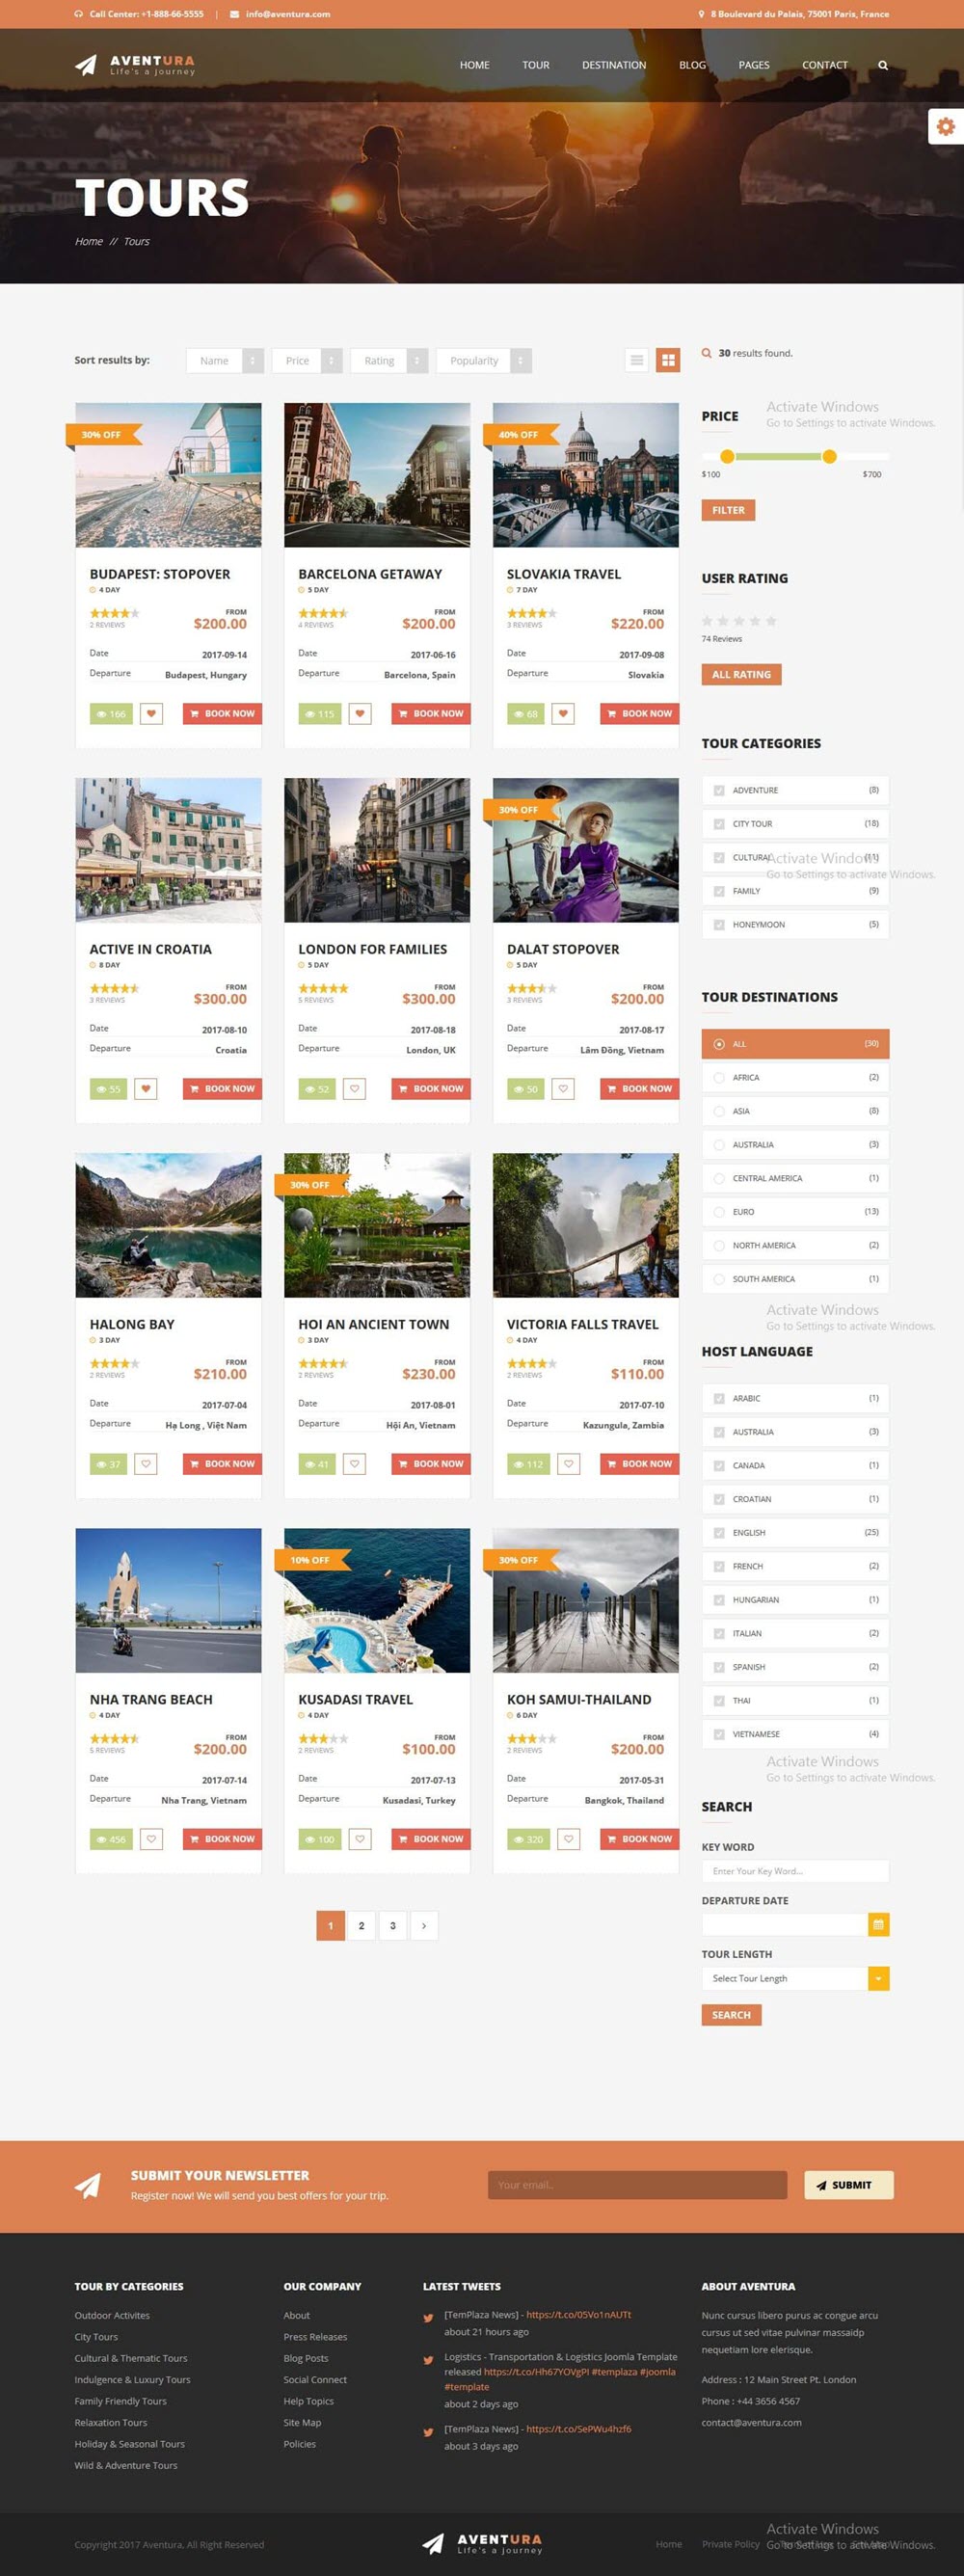 Call Center: +1-888-66-5555 | info@aventura.com 8 Boulevard du Palais, 75001 Paris, France
AVENTURA
Life's a journey
HOME TOUR DESTINATION BLOG PAGES CONTACT
TOURS
Home // Tours
Sort results by: Name Price Rating Popularity
30% OFF
BUDAPEST: STOPOVER
4 DAY
FROM
2 REVIEWS $200.00
Date 2017-09-14
Departure Budapest, Hungary
166 BOOK NOW
BARCELONA GETAWAY
5 DAY
FROM
4 REVIEWS $200.00
Date 2017-06-16
Departure Barcelona, Spain
115 BOOK NOW
40% OFF
SLOVAKIA TRAVEL
7 DAY
FROM
3 REVIEWS $220.00
Date 2017-09-08
Departure Slovakia
68 BOOK NOW
ACTIVE IN CROATIA
8 DAY
FROM
3 REVIEWS $300.00
Date 2017-08-10
Departure Croatia
55 BOOK NOW
LONDON FOR FAMILIES
5 DAY
FROM
5 REVIEWS $300.00
Date 2017-08-18
Departure London, UK
52 BOOK NOW
30% OFF
DALAT STOPOVER
5 DAY
FROM
3 REVIEWS $200.00
Date 2017-08-17
Departure Lâm Đồng, Vietnam
50 BOOK NOW
HALONG BAY
3 DAY
FROM
2 REVIEWS $210.00
Date 2017-07-04
Departure Hạ Long , Việt Nam
37 BOOK NOW
30% OFF
HOI AN ANCIENT TOWN
3 DAY
FROM
2 REVIEWS $230.00
Date 2017-08-01
Departure Hội An, Vietnam
41 BOOK NOW
VICTORIA FALLS TRAVEL
4 DAY
FROM
2 REVIEWS $110.00
Date 2017-07-10
Departure Kazungula, Zambia
112 BOOK NOW
NHA TRANG BEACH
4 DAY
FROM
5 REVIEWS $200.00
Date 2017-07-14
Departure Nha Trang, Vietnam
456 BOOK NOW
10% OFF
KUSADASI TRAVEL
4 DAY
FROM
2 REVIEWS $100.00
Date 2017-07-13
Departure Kusadasi, Turkey
100 BOOK NOW
30% OFF
KOH SAMUI-THAILAND
6 DAY
FROM
2 REVIEWS $200.00
Date 2017-05-31
Departure Bangkok, Thailand
320 BOOK NOW
1 2 3 >
30 results found.
Activate Windows
Go to Settings to activate Windows.
PRICE
$100 $700
FILTER
USER RATING
74 Reviews
ALL RATING
TOUR CATEGORIES
ADVENTURE (8)
CITY TOUR (18)
CULTURAL (11)
Activate Windows
Go to Settings to activate Windows.
FAMILY (9)
HONEYMOON (5)
TOUR DESTINATIONS
ALL (30)
AFRICA (2)
ASIA (8)
AUSTRALIA (3)
CENTRAL AMERICA (1)
EURO (13)
NORTH AMERICA (2)
SOUTH AMERICA (1)
Activate Windows
Go to Settings to activate Windows.
HOST LANGUAGE
ARABIC (1)
AUSTRALIA (3)
CANADA (1)
CROATIAN (1)
ENGLISH (25)
FRENCH (2)
HUNGARIAN (1)
ITALIAN (2)
SPANISH (2)
THAI (1)
VIETNAMESE (4)
Activate Windows
Go to Settings to activate Windows.
SEARCH
KEY WORD
Enter Your Key Word...
DEPARTURE DATE
TOUR LENGTH
Select Tour Length
SEARCH
SUBMIT YOUR NEWSLETTER
Register now! We will send you best offers for your trip.
Your email..
SUBMIT
TOUR BY CATEGORIES
Outdoor Activites
City Tours
Cultural & Thematic Tours
Indulgence & Luxury Tours
Family Friendly Tours
Relaxation Tours
Holiday & Seasonal Tours
Wild & Adventure Tours
OUR COMPANY
About
Press Releases
Blog Posts
Social Connect
Help Topics
Site Map
Policies
LATEST TWEETS
[TemPlaza News] - https://t.co/05Vo1nAUTt
about 21 hours ago
Logistics - Transportation & Logistics Joomla Template
released https://t.co/Hh67YOVgPl #templaza #joomla
#template
about 2 days ago
[TemPlaza News] - https://t.co/SePWu4hzf6
about 3 days ago
ABOUT AVENTURA
Nunc cursus libero purus ac congue arcu
cursus ut sed vitae pulvinar massaidp
nequetiam lore elerisque.
Address : 12 Main Street Pt. London
Phone : +44 3656 4567
contact@aventura.com
Copyright 2017 Aventura, All Right Reserved
AVENTURA
Life's a journey
Home Private Policy
Activate Windows
Go to Settings to activate Windows.